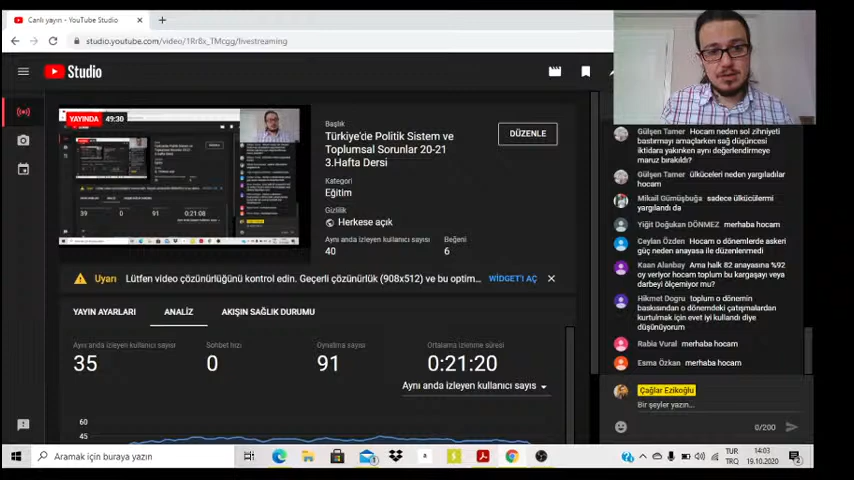 Canlı yayın - YouTube Studio
studio.youtube.com/video/1Rr8x_TMcgg/livestreaming
Studio
YAYINDA 49:30
Başlık
Türkiye'de Politik Sistem ve
Toplumsal Sorunlar 20-21
3.Hafta Dersi
DÜZENLE
Kategori
Eğitim
Gizlilik
Herkese açık
Aynı anda izleyen kullanıcı sayısı
40
Beğeni
6
Uyarı Lütfen video çözünürlüğünü kontrol edin. Geçerli çözünürlük (908x512) ve bu optim... WİDGET'I AÇ
YAYIN AYARLARI ANALİZ AKIŞIN SAĞLIK DURUMU
Aynı anda izleyen kullanıcı sayısı
35
Sohbet hızı
0
Oynatma sayısı
91
Ortalama izlenme süresi
0:21:20
Aynı anda izleyen kullanıcı sayıs
60
45
Gülşen Tamer Hocam neden sol zihniyeti
bastırmayı amaçlarken sağ düşüncesi
iktidara yakınken aynı değerlendirmeye
maruz bırakıldı?
Gülşen Tamer ülküceleri neden yargıladılar
hocam
Mikail Gümüşbuğa sadece ülkücülermi
yargılandı da
Yiğit Doğukan DÖNMEZ merhaba hocam
Ceylan Özden Hocam o dönemlerde askeri
güç neden anayasa ile düzenlenmedi
Kaan Alanbay Ama halk 82 anayasına %92
oy veriyor hocam toplum bu kargaşayı veya
darbeyi ölçemiyor mu?
Hikmet Dogru toplum o dönemin
baskısından o dönemdeki çatışmalardan
kurtulmak için evet iyi kullandı diye
düşünüyorum
Rabia Vural merhaba hocam
Esma Özkan merhaba hocam
Çağlar Ezikoğlu
Bir şeyler yazın...
0/200
Aramak için buraya yazın
TUR
TRQ
14:03
19.10.2020